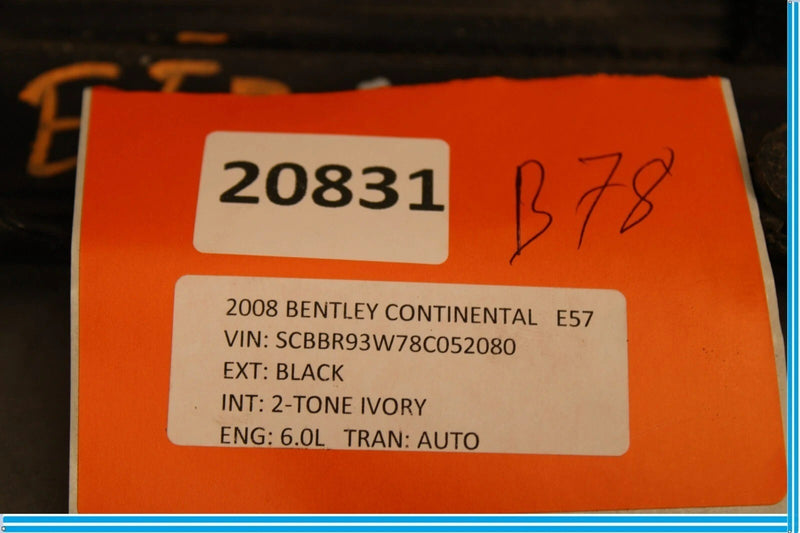 20831
B78
2008 BENTLEY CONTINENTAL E57
VIN: SCBBR93W78C052080
EXT: BLACK
INT: 2-TONE IVORY
ENG: 6.0L TRAN: AUTO